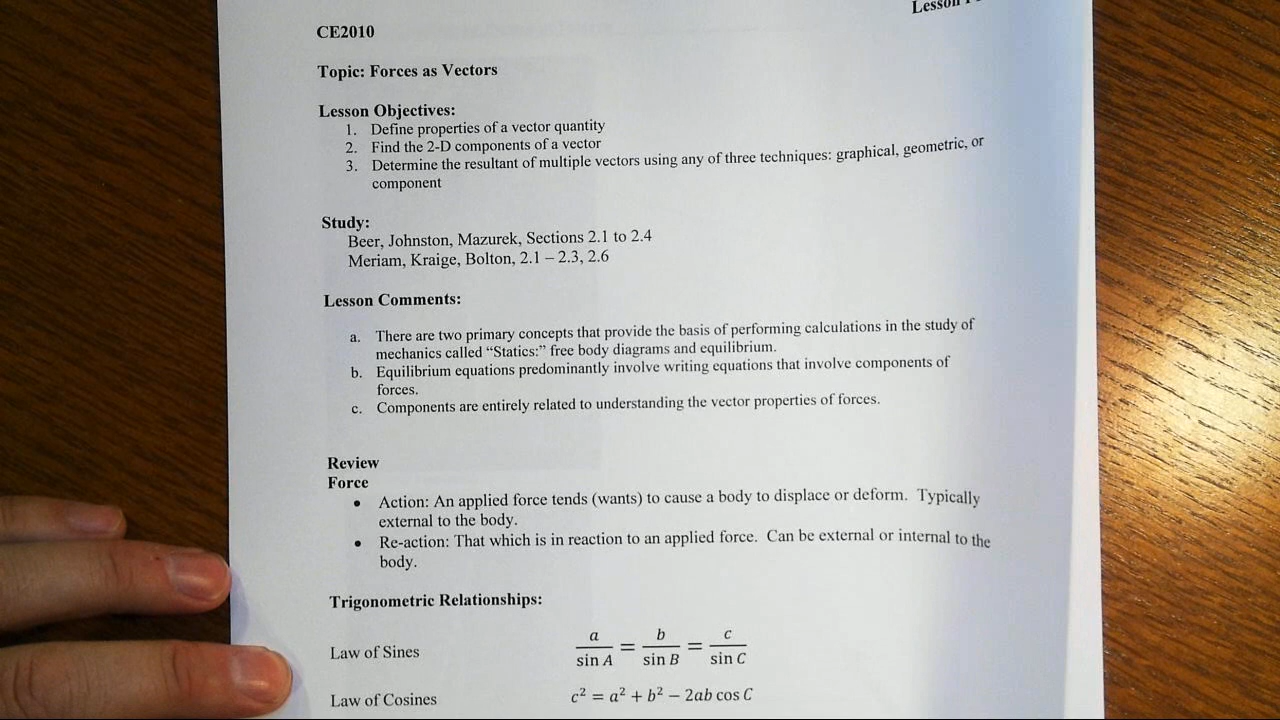 Lesson
CE2010
Topic: Forces as Vectors
Lesson Objectives:
1. Define properties of a vector quantity
2. Find the 2-D components of a vector
3. Determine the resultant of multiple vectors using any of three techniques: graphical, geometric, or
component
Study:
Beer, Johnston, Mazurek, Sections 2.1 to 2.4
Meriam, Kraige, Bolton, 2.1 – 2.3, 2.6
Lesson Comments:
a. There are two primary concepts that provide the basis of performing calculations in the study of
mechanics called “Statics:” free body diagrams and equilibrium.
b. Equilibrium equations predominantly involve writing equations that involve components of
forces.
c. Components are entirely related to understanding the vector properties of forces.
Review
Force
• Action: An applied force tends (wants) to cause a body to displace or deform. Typically
external to the body.
• Re-action: That which is in reaction to an applied force. Can be external or internal to the
body.
Trigonometric Relationships:
Law of Sines a/sin A = b/sin B = c/sin C
Law of Cosines c² = a² + b² − 2ab cos C